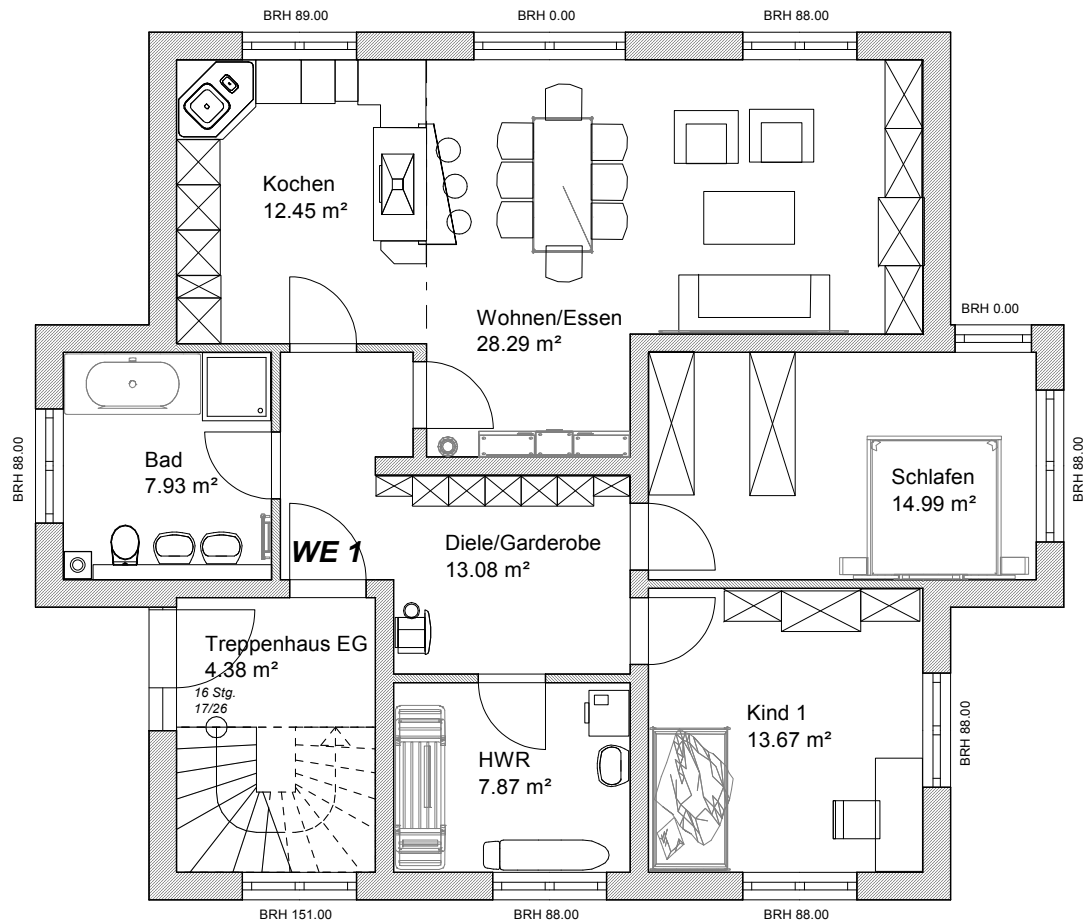 BRH 89.00
BRH 0.00
BRH 88.00
Kochen
12.45 m²
Wohnen/Essen
28.29 m²
BRH 0.00
BRH 88.00
Bad
7.93 m²
Schlafen
14.99 m²
BRH 88.00
WE 1
Diele/Garderobe
13.08 m²
Treppenhaus EG
4.38 m²
16 Stg.
17/26
Kind 1
13.67 m²
BRH 88.00
HWR
7.87 m²
BRH 151.00
BRH 88.00
BRH 88.00